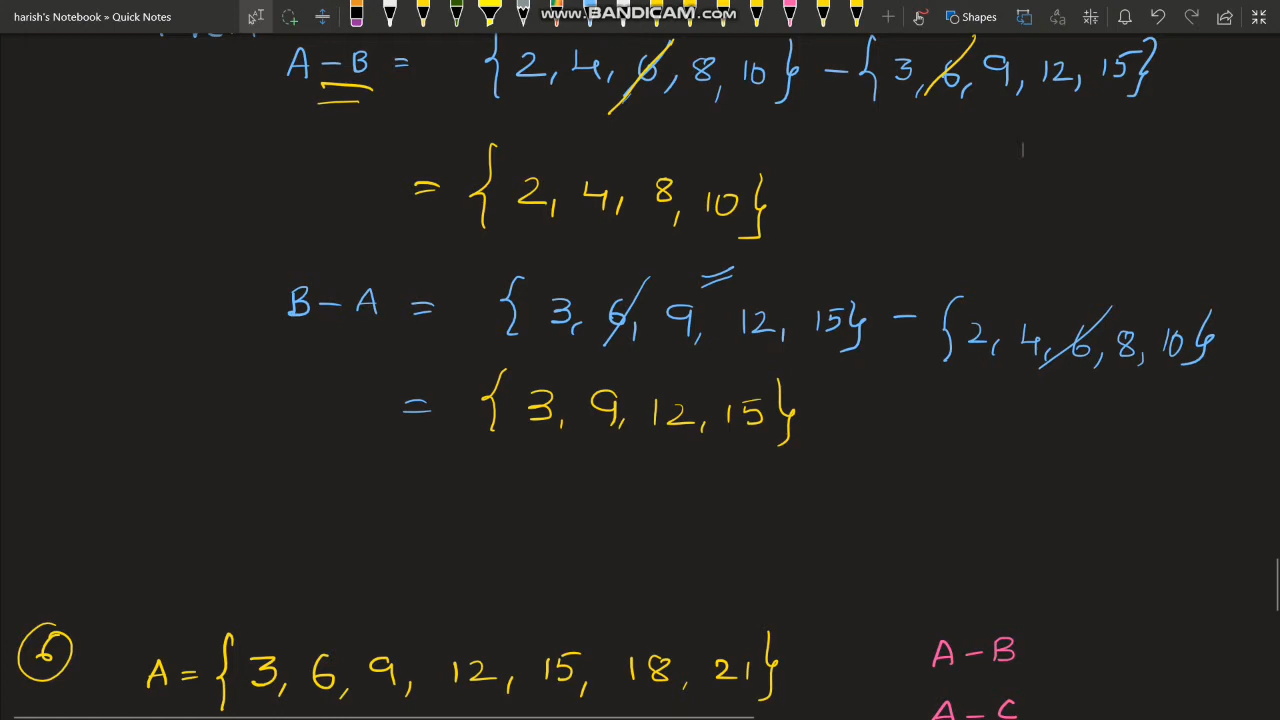 harish's Notebook » Quick Notes
www.BANDICAM.com
Shapes
A - B = {2, 4, 6, 8, 10} - {3, 6, 9, 12, 15}
= {2, 4, 8, 10}
B - A = {3, 6, 9, 12, 15} - {2, 4, 6, 8, 10}
= {3, 9, 12, 15}
6 A = {3, 6, 9, 12, 15, 18, 21}
A - B
A - C